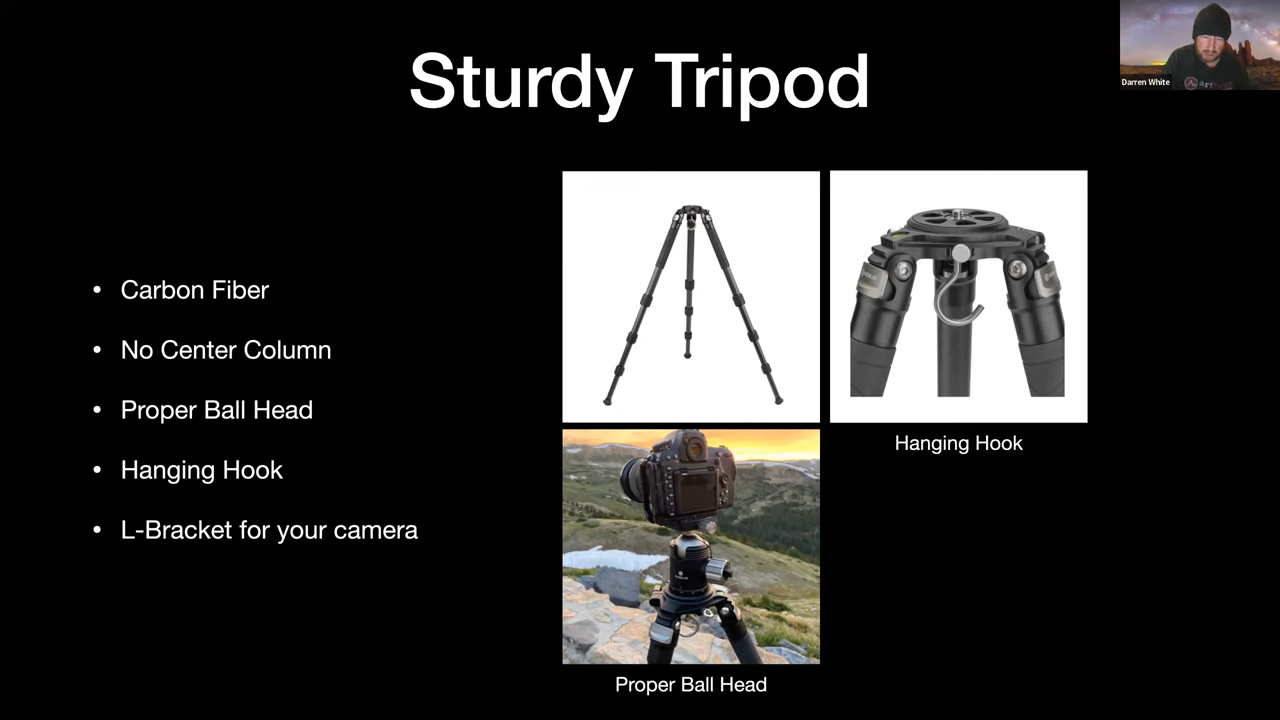 Sturdy Tripod
Darren White
• Carbon Fiber
• No Center Column
• Proper Ball Head
• Hanging Hook
• L-Bracket for your camera
Hanging Hook
Proper Ball Head